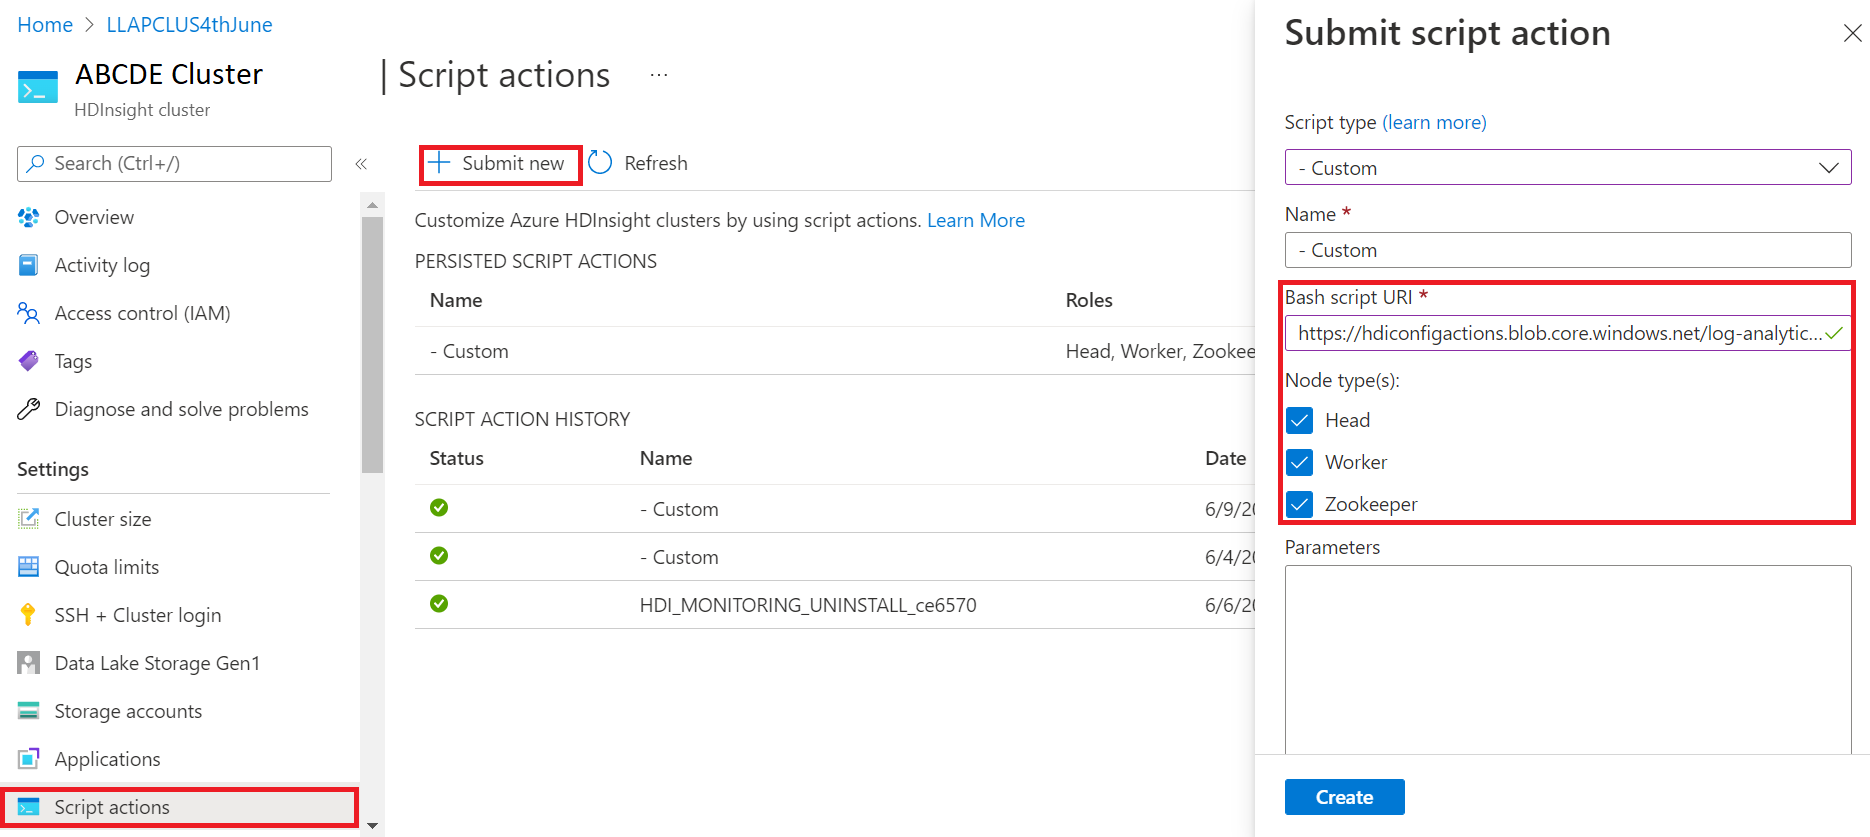 Home > LLAPCLUS4thJune
ABCDE Cluster
HDInsight cluster
| Script actions ...
Search (Ctrl+/)
«
Overview
Activity log
Access control (IAM)
Tags
Diagnose and solve problems
Settings
Cluster size
Quota limits
SSH + Cluster login
Data Lake Storage Gen1
Storage accounts
Applications
Script actions
+ Submit new Refresh
Customize Azure HDInsight clusters by using script actions. Learn More
PERSISTED SCRIPT ACTIONS
Name Roles
- Custom Head, Worker, Zookee
SCRIPT ACTION HISTORY
Status Name Date
- Custom 6/9/20
- Custom 6/4/20
HDI_MONITORING_UNINSTALL_ce6570 6/6/20
Submit script action
Script type (learn more)
- Custom
Name *
- Custom
Bash script URI *
https://hdiconfigactions.blob.core.windows.net/log-analytic...
Node type(s):
Head
Worker
Zookeeper
Parameters
Create